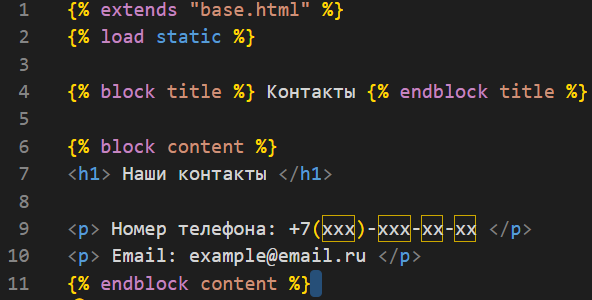 1 {% extends "base.html" %}
2 {% load static %}
3
4 {% block title %} Контакты {% endblock title %}
5
6 {% block content %}
7 <h1> Наши контакты </h1>
8
9 <p> Номер телефона: +7(xxx)-xxx-xx-xx </p>
10 <p> Email: example@email.ru </p>
11 {% endblock content %}